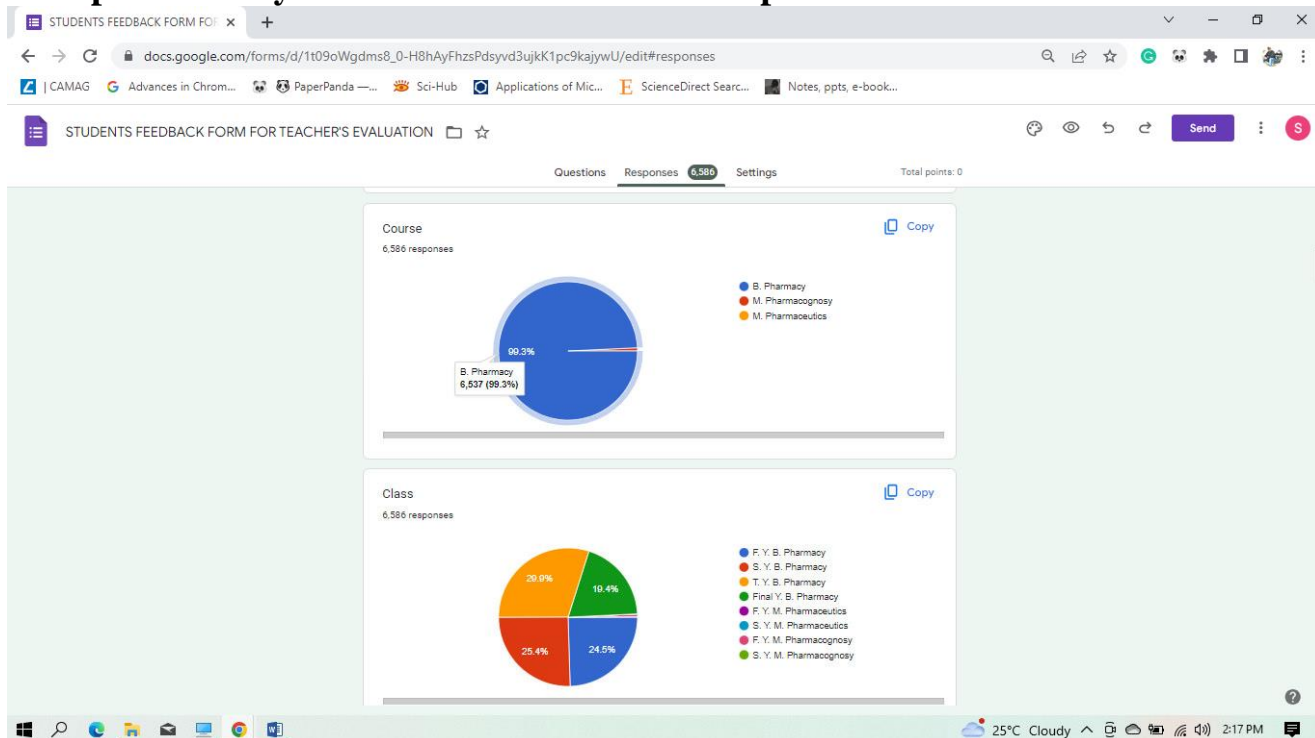 STUDENTS FEEDBACK FORM FOR
docs.google.com/forms/d/1t09oWgdms8_0-H8hAyFhzsPdsyvd3ujkK1pc9kajywU/edit#responses
| CAMAG G Advances in Chrom... PaperPanda —... Sci-Hub Applications of Mic... E ScienceDirect Searc... Notes, ppts, e-book...
STUDENTS FEEDBACK FORM FOR TEACHER'S EVALUATION Send S
Questions Responses 6,586 Settings Total points: 0
Course Copy
6,586 responses
B. Pharmacy
M. Pharmacognosy
M. Pharmaceutics
99.3%
B. Pharmacy
6,537 (99.3%)
Class Copy
6,586 responses
F. Y. B. Pharmacy
S. Y. B. Pharmacy
T. Y. B. Pharmacy
Final Y. B. Pharmacy
F. Y. M. Pharmaceutics
S. Y. M. Pharmaceutics
F. Y. M. Pharmacognosy
S. Y. M. Pharmacognosy
29.9%
19.4%
25.4%
24.5%
25°C Cloudy 2:17 PM